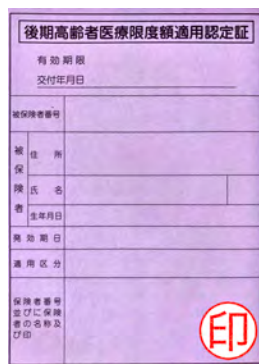 後期高齢者医療限度額適用認定証
有効期限
交付年月日
被保険者番号
被保険者
住所
氏名
生年月日
発効期日
適用区分
保険者番号
並びに保険
者の名称及
び印
印